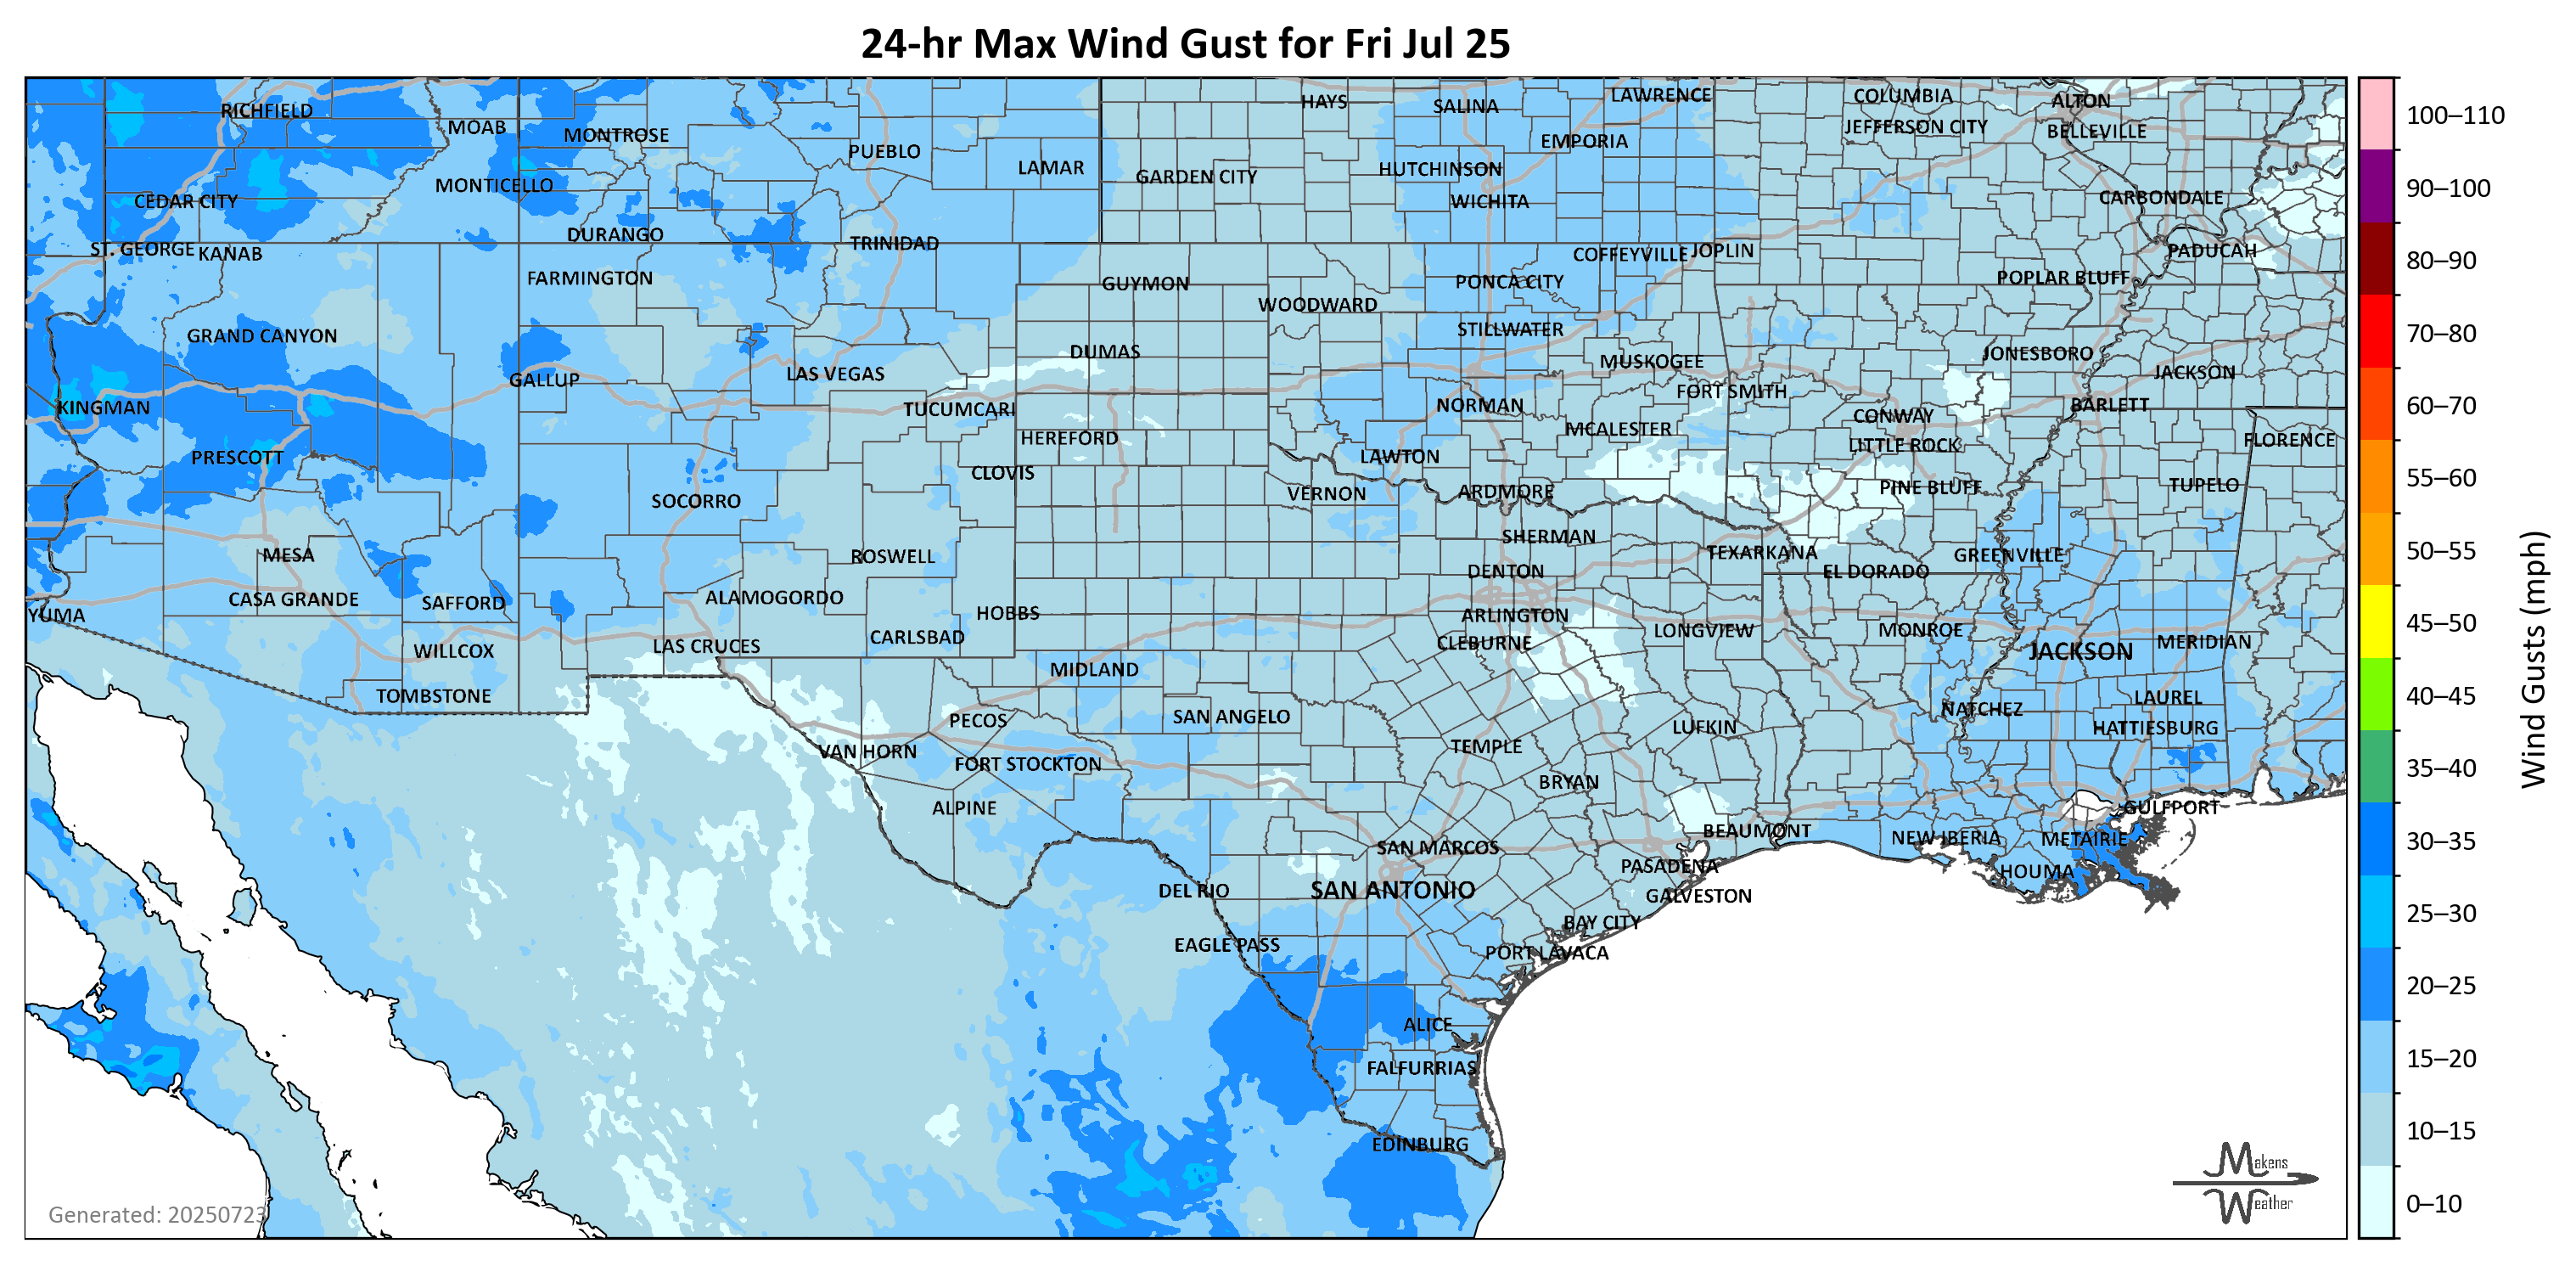 24-hr Max Wind Gust for Fri Jul 25
RICHFIELD
MOAB
MONTROSE
PUEBLO
LAMAR
HAYS
SALINA
LAWRENCE
COLUMBIA
ALTON
EMPORIA
JEFFERSON CITY
BELLEVILLE
GARDEN CITY
HUTCHINSON
MONTICELLO
CEDAR CITY
WICHITA
CARBONDALE
DURANGO
TRINIDAD
ST. GEORGE
KANAB
COFFEYVILLE
JOPLIN
PADUCAH
FARMINGTON
GUYMON
PONCA CITY
POPLAR BLUFF
WOODWARD
GRAND CANYON
STILLWATER
DUMAS
MUSKOGEE
JONESBORO
GALLUP
LAS VEGAS
FORT SMITH
JACKSON
KINGMAN
TUCUMCARI
NORMAN
CONWAY
BARLETT
HEREFORD
MCALESTER
LITTLE ROCK
FLORENCE
PRESCOTT
CLOVIS
LAWTON
SOCORRO
VERNON
ARDMORE
PINE BLUFF
TUPELO
MESA
ROSWELL
SHERMAN
TEXARKANA
GREENVILLE
DENTON
EL DORADO
CASA GRANDE
SAFFORD
ALAMOGORDO
YUMA
HOBBS
ARLINGTON
LAS CRUCES
CARLSBAD
CLEBURNE
LONGVIEW
MONROE
WILLCOX
JACKSON
MERIDIAN
TOMBSTONE
MIDLAND
LAUREL
PECOS
SAN ANGELO
LUFKIN
NATCHEZ
HATTIESBURG
VAN HORN
FORT STOCKTON
TEMPLE
BRYAN
ALPINE
GULFPORT
BEAUMONT
NEW IBERIA
METAIRIE
SAN MARCOS
PASADENA
HOUMA
DEL RIO
SAN ANTONIO
GALVESTON
BAY CITY
EAGLE PASS
PORT LAVACA
ALICE
FALFURRIAS
EDINBURG
Generated: 20250723
Makens
Weather
100–110
90–100
80–90
70–80
60–70
55–60
50–55
45–50
40–45
35–40
30–35
25–30
20–25
15–20
10–15
0–10
Wind Gusts (mph)